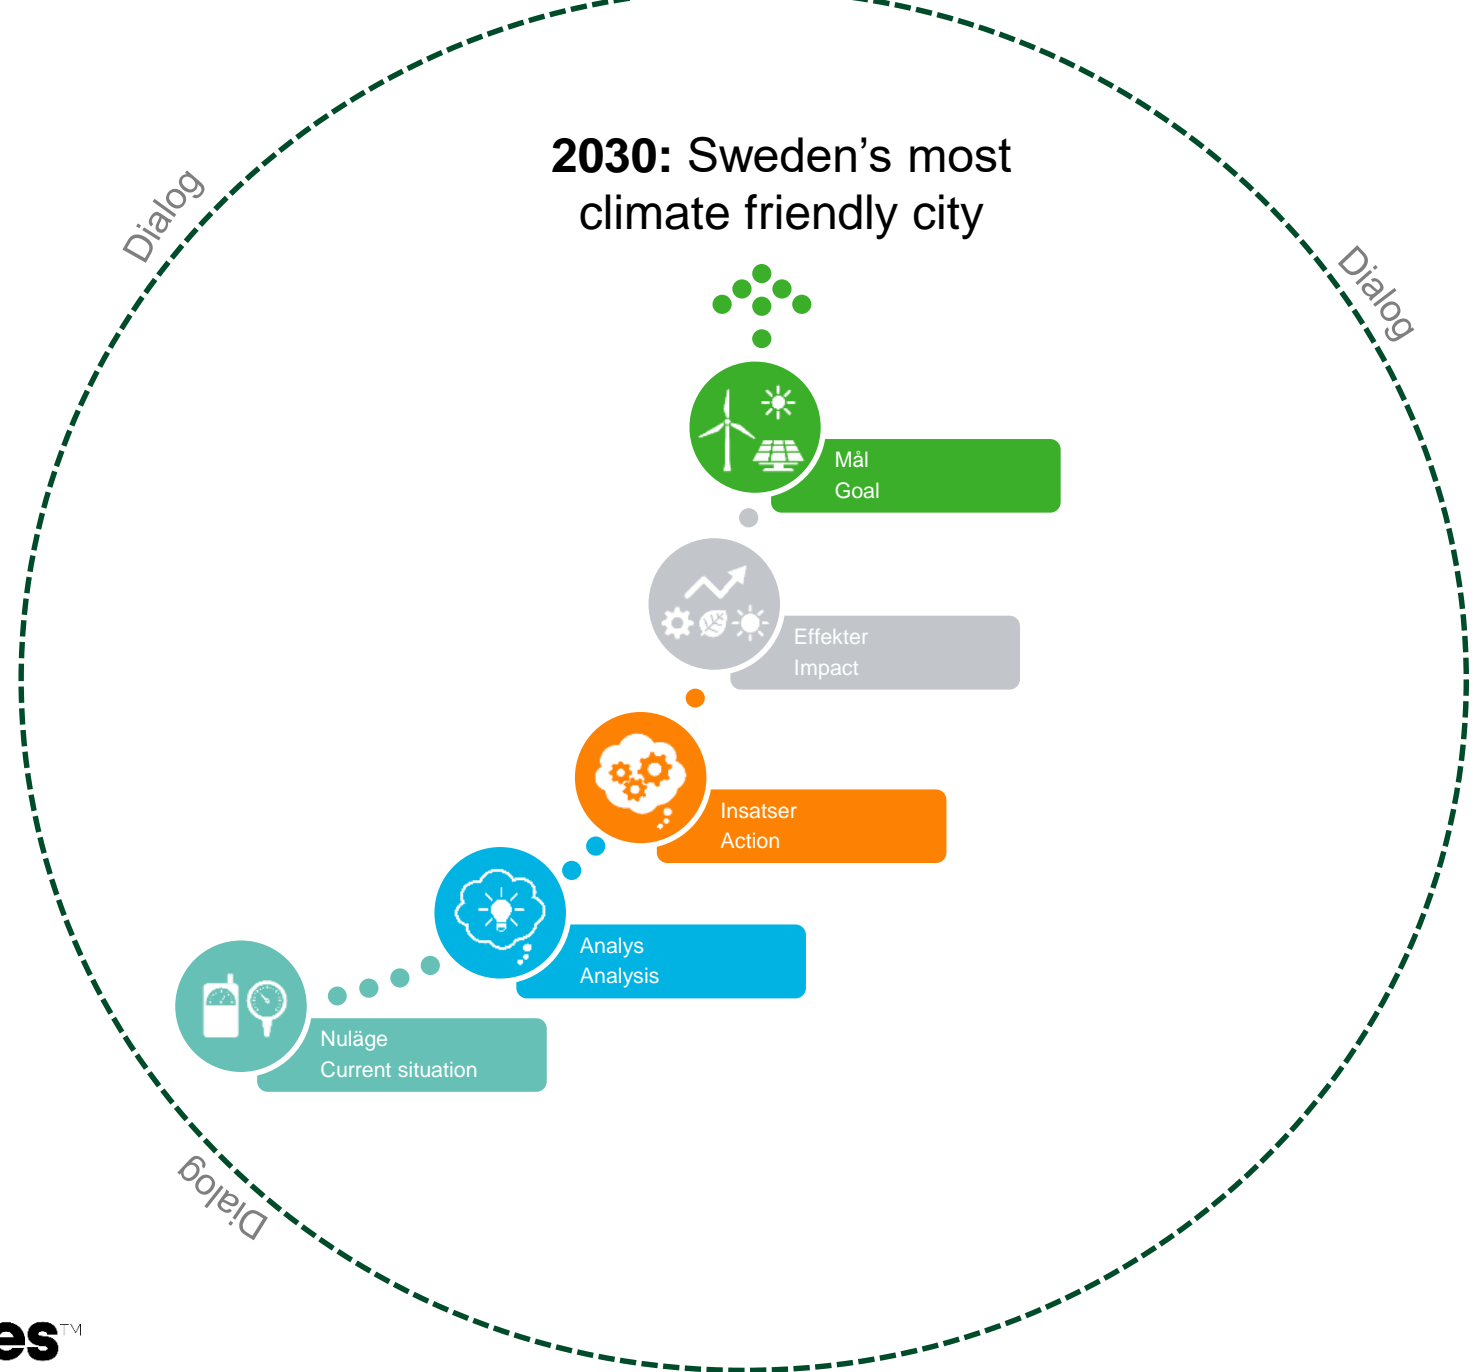 2030: Sweden's most
climate friendly city
Dialog
Dialog
Mål
Goal
Effekter
Impact
Insatser
Action
Analys
Analysis
Nuläge
Current situation
Dialog
es™